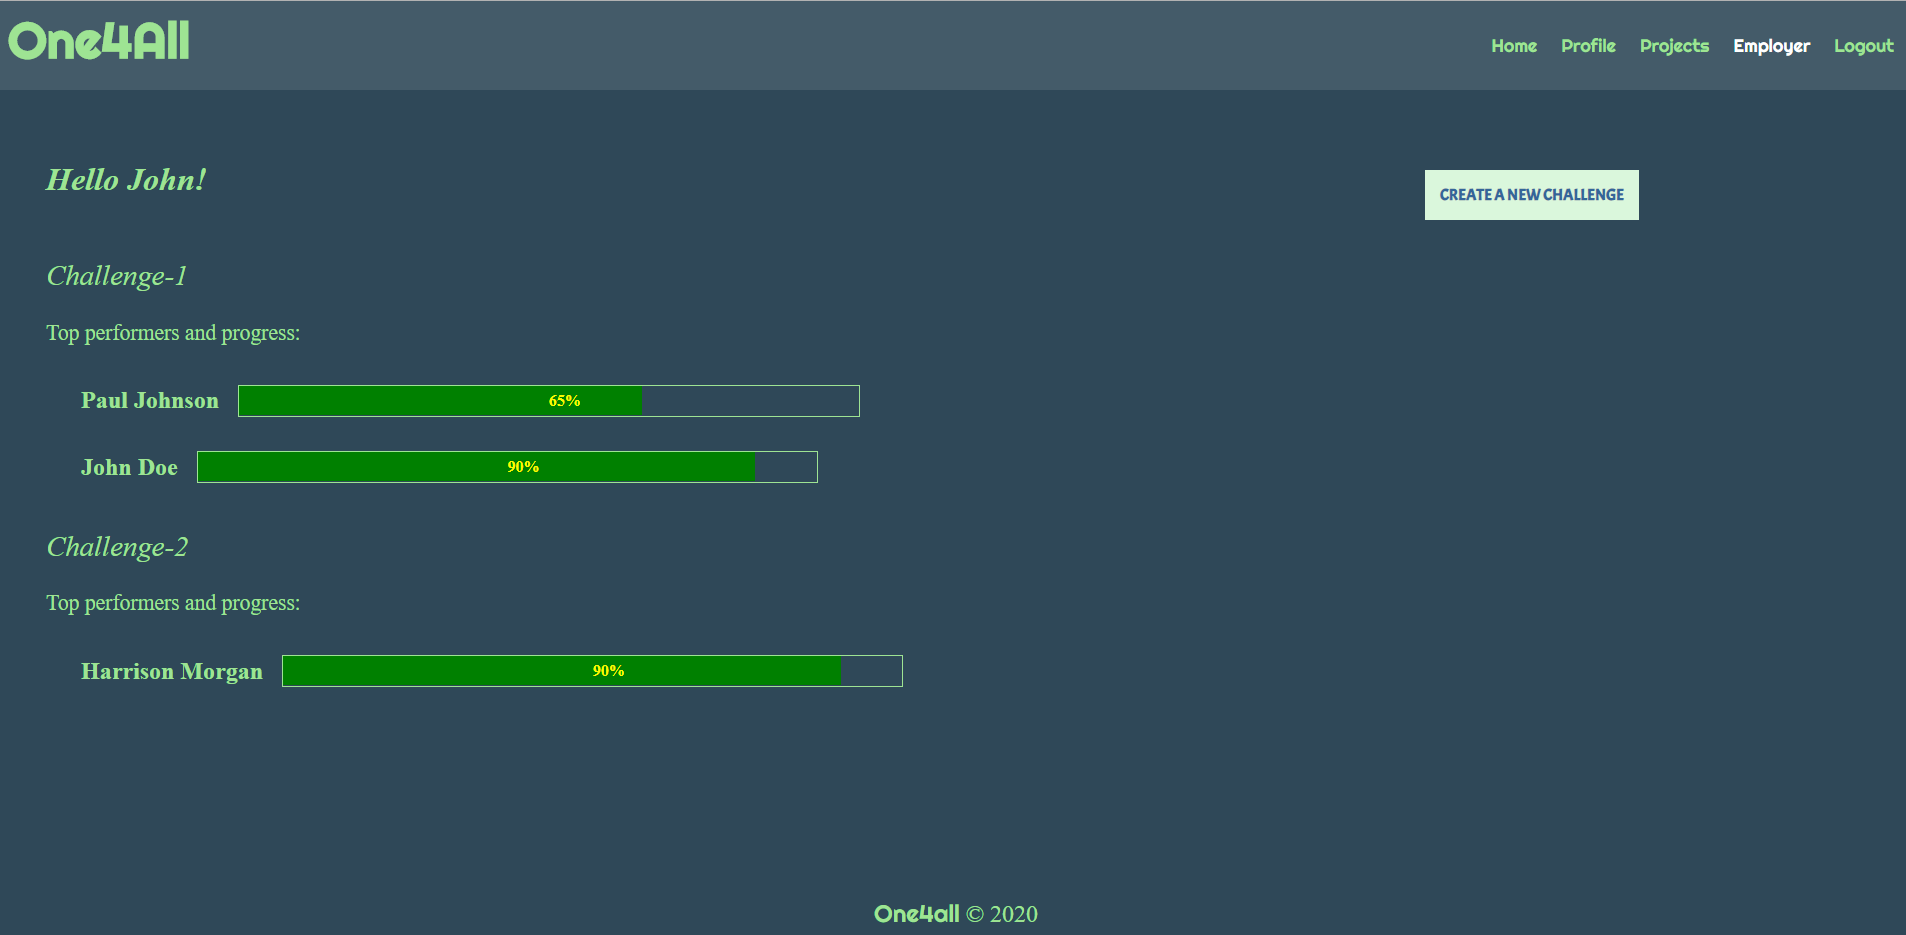 One4All
Home Profile Projects Employer Logout
Hello John!
CREATE A NEW CHALLENGE
Challenge-1
Top performers and progress:
Paul Johnson 65%
John Doe 90%
Challenge-2
Top performers and progress:
Harrison Morgan 90%
One4all © 2020